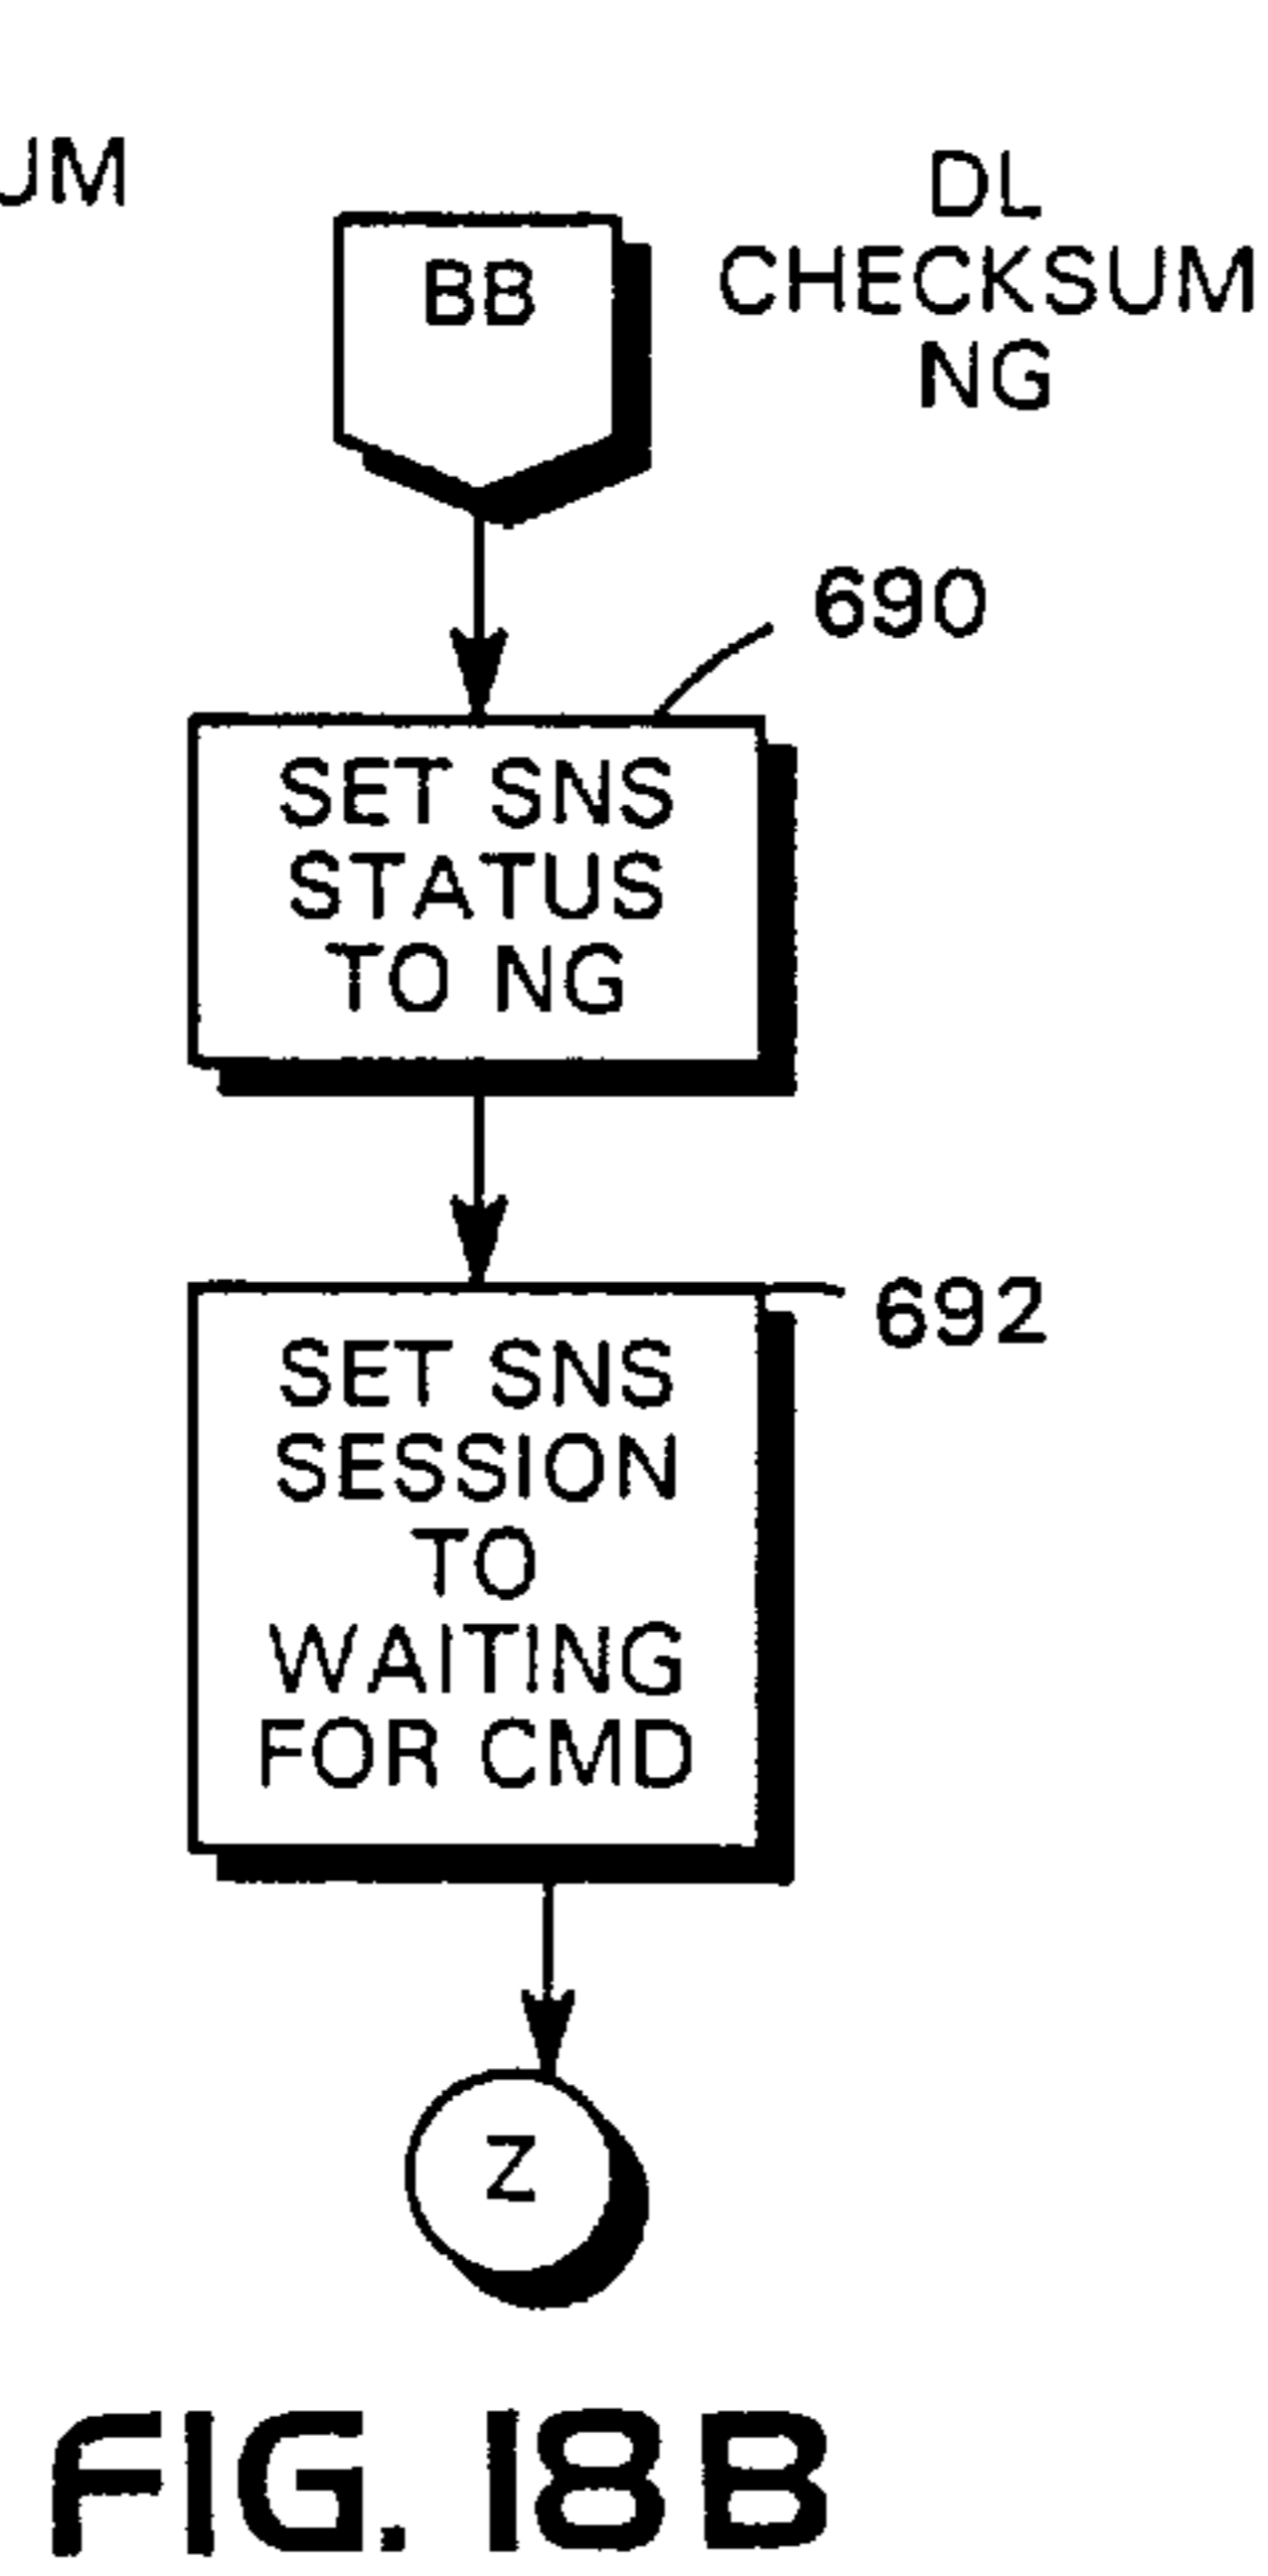 UM
BB
DL
CHECKSUM
NG
690
SET SNS
STATUS
TO NG
692
SET SNS
SESSION
TO
WAITING
FOR CMD
Z
FIG. 18B